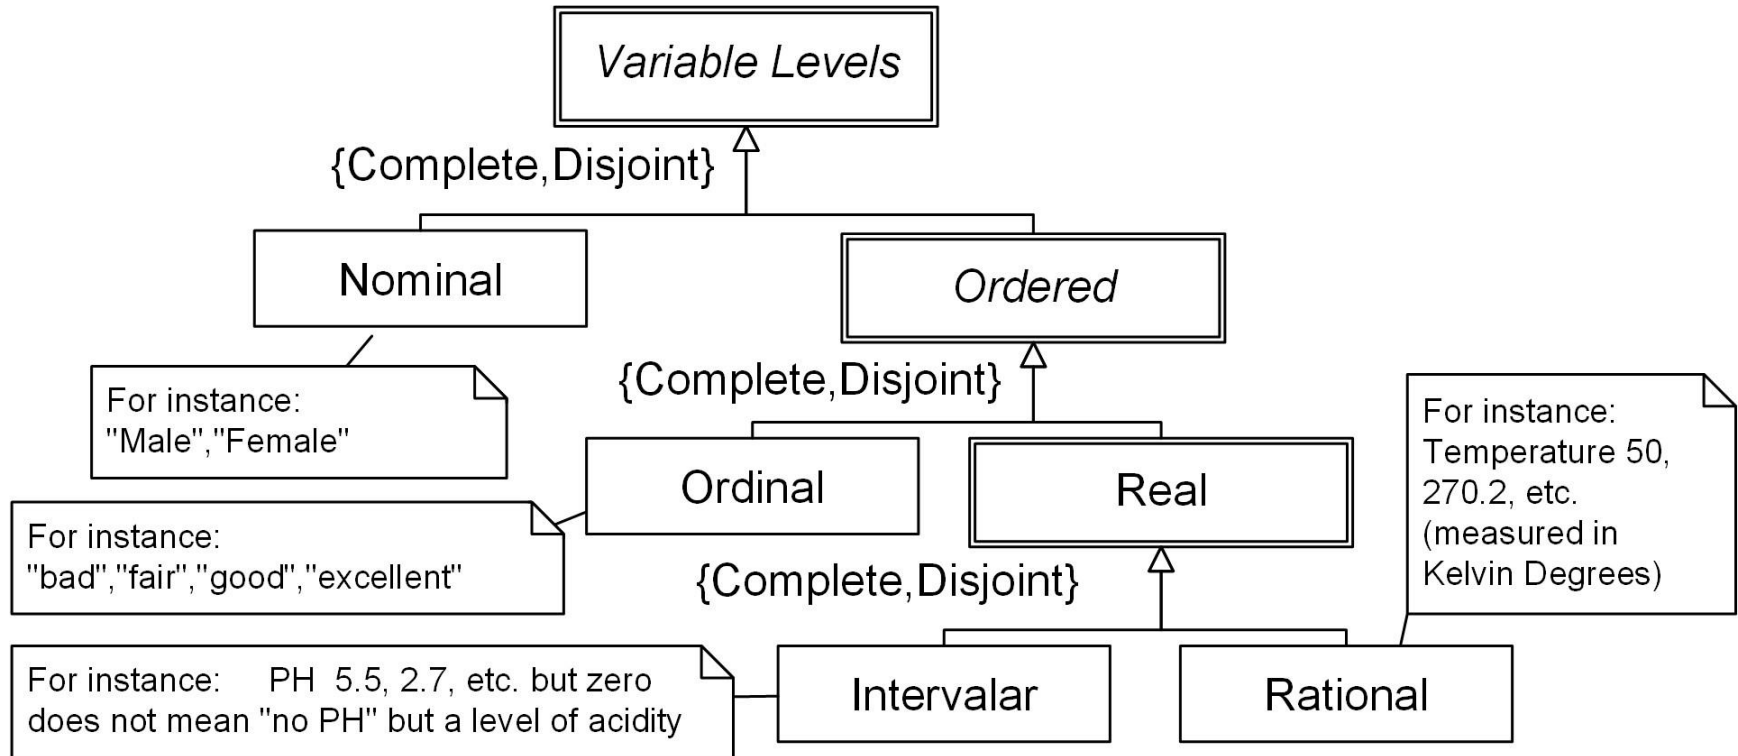 Variable Levels
{Complete,Disjoint}
Nominal
Ordered
For instance:
"Male","Female"
{Complete,Disjoint}
For instance:
Temperature 50,
270.2, etc.
(measured in
Kelvin Degrees)
Ordinal
Real
For instance:
"bad","fair","good","excellent"
{Complete,Disjoint}
For instance: PH 5.5, 2.7, etc. but zero
does not mean "no PH" but a level of acidity
Intervalar
Rational